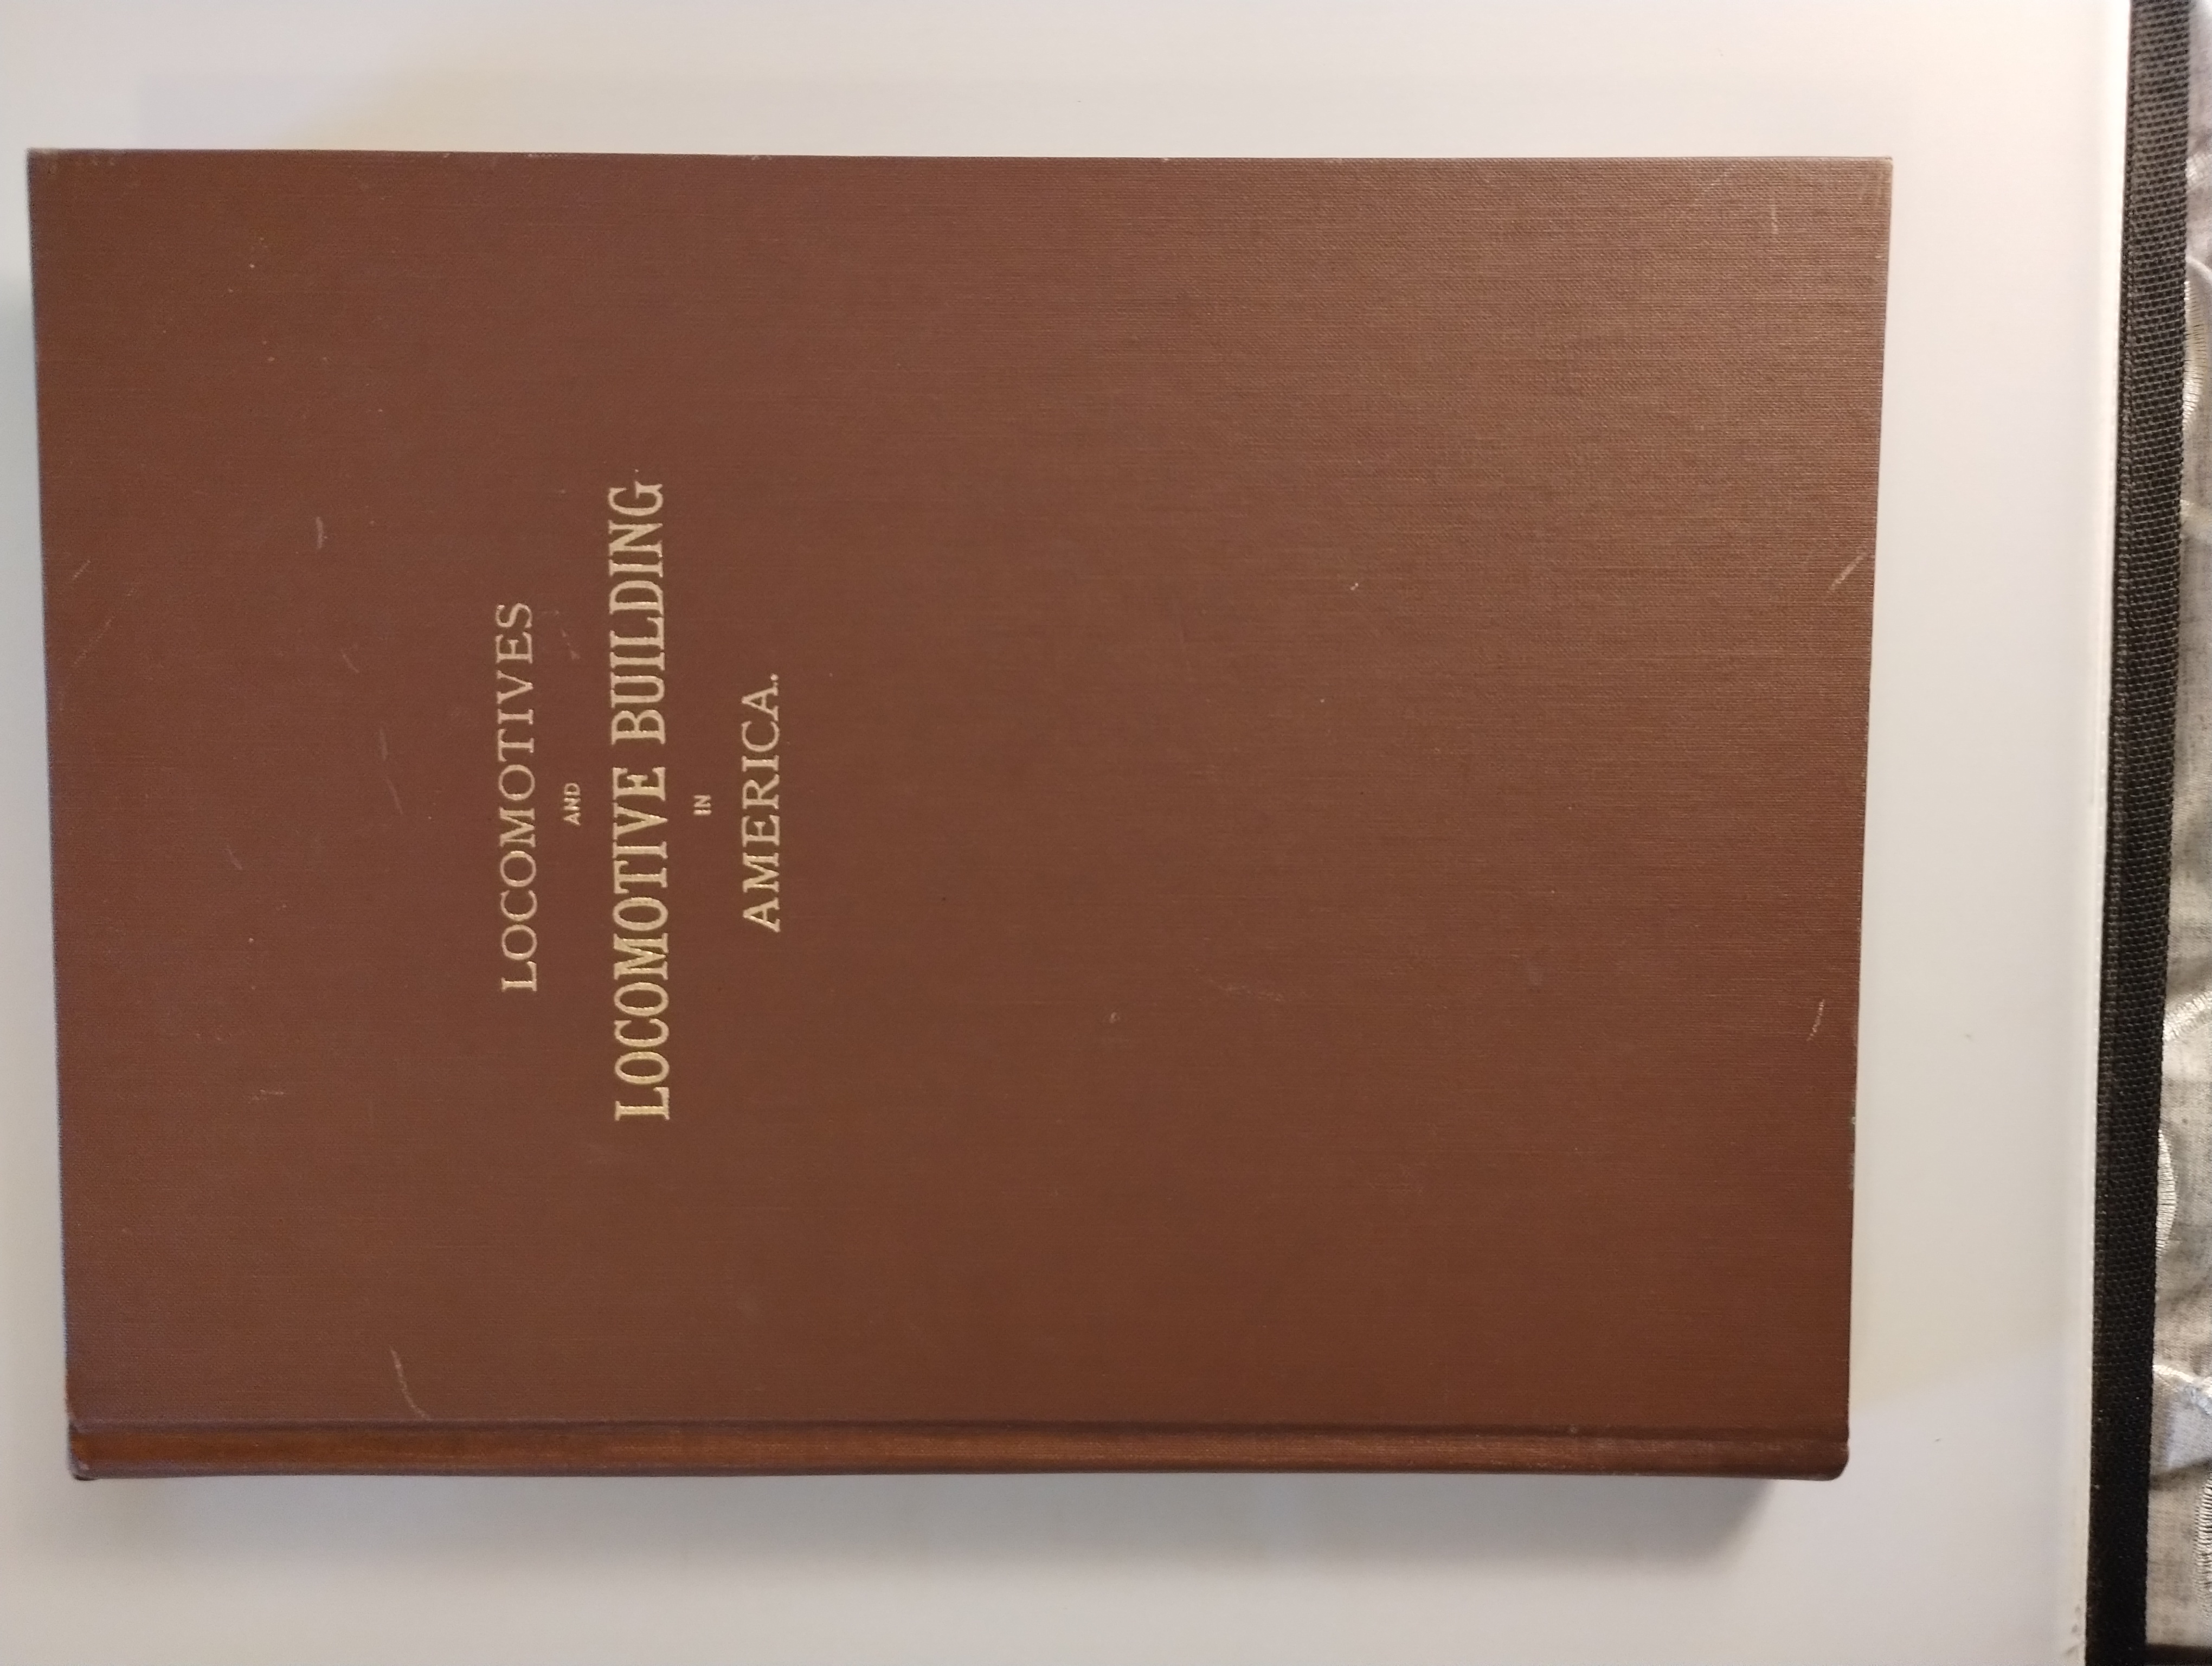 LOCOMOTIVES
AND
LOCOMOTIVE BUILDING
IN
AMERICA.